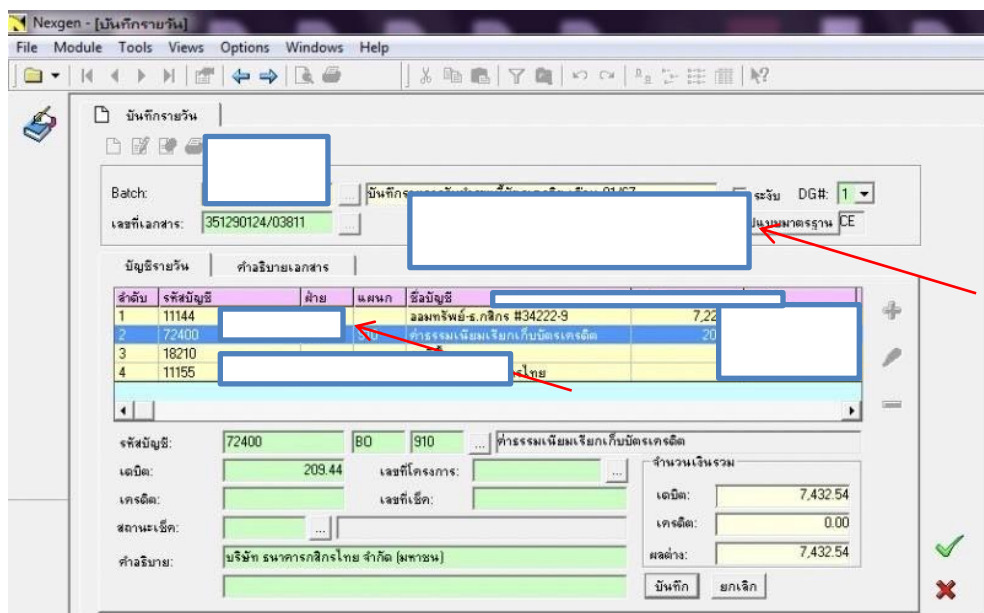 Nexgen - [บันทึกรายวัน]
File Module Tools Views Options Windows Help
บันทึกรายวัน
Batch:
ระงับ DG#: 1
เลขที่เอกสาร: 351290124/03811
CE
บัญชีรายวัน คำอธิบายเอกสาร
ลำดับ รหัสบัญชี ฝ่าย แผนก ชื่อบัญชี
1 11144 ออมทรัพย์-ธ.กสิกร #34222-9 7,22
2 72400 ค่าธรรมเนียมเรียกเก็บบัตรเครดิต 20
3 18210
4 11155
รหัสบัญชี: 72400 BO 910 ... ค่าธรรมเนียมเรียกเก็บบัตรเครดิต
เดบิต: 209.44 เลขที่โครงการ: ... จำนวนเงินรวม
เครดิต: เลขที่เช็ค: เดบิต: 7,432.54
สถานะเช็ค: ... เครดิต: 0.00
คำอธิบาย: บริษัท ธนาคารกสิกรไทย จำกัด (มหาชน) ผลต่าง: 7,432.54
บันทึก ยกเลิก